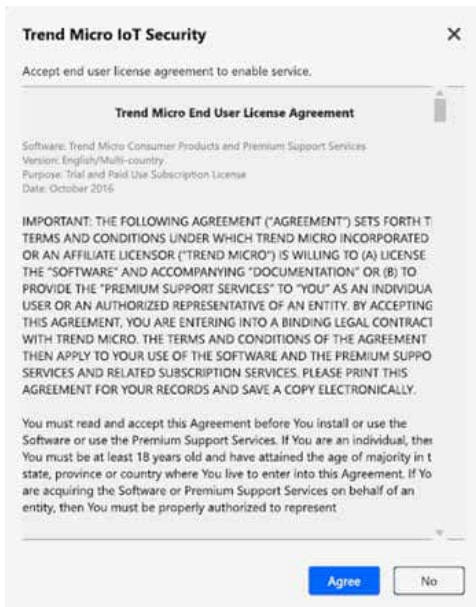 Trend Micro IoT Security
Accept end user license agreement to enable service.
Trend Micro End User License Agreement
Software: Trend Micro Consumer Products and Premium Support Services
Version: English/Multi-country
Purpose: Trial and Paid Use Subscription License
Date: October 2016
IMPORTANT: THE FOLLOWING AGREEMENT ("AGREEMENT") SETS FORTH T
TERMS AND CONDITIONS UNDER WHICH TREND MICRO INCORPORATED
OR AN AFFILIATE LICENSOR ("TREND MICRO") IS WILLING TO (A) LICENSE
THE "SOFTWARE" AND ACCOMPANYING "DOCUMENTATION" OR (B) TO
PROVIDE THE "PREMIUM SUPPORT SERVICES" TO "YOU" AS AN INDIVIDUA
USER OR AN AUTHORIZED REPRESENTATIVE OF AN ENTITY. BY ACCEPTING
THIS AGREEMENT, YOU ARE ENTERING INTO A BINDING LEGAL CONTRACT
WITH TREND MICRO. THE TERMS AND CONDITIONS OF THE AGREEMENT
THEN APPLY TO YOUR USE OF THE SOFTWARE AND THE PREMIUM SUPPO
SERVICES AND RELATED SUBSCRIPTION SERVICES. PLEASE PRINT THIS
AGREEMENT FOR YOUR RECORDS AND SAVE A COPY ELECTRONICALLY.
You must read and accept this Agreement before You install or use the
Software or use the Premium Support Services. If You are an individual, then
You must be at least 18 years old and have attained the age of majority in t
state, province or country where You live to enter into this Agreement. If Yo
are acquiring the Software or Premium Support Services on behalf of an
entity, then You must be properly authorized to represent
Agree
No